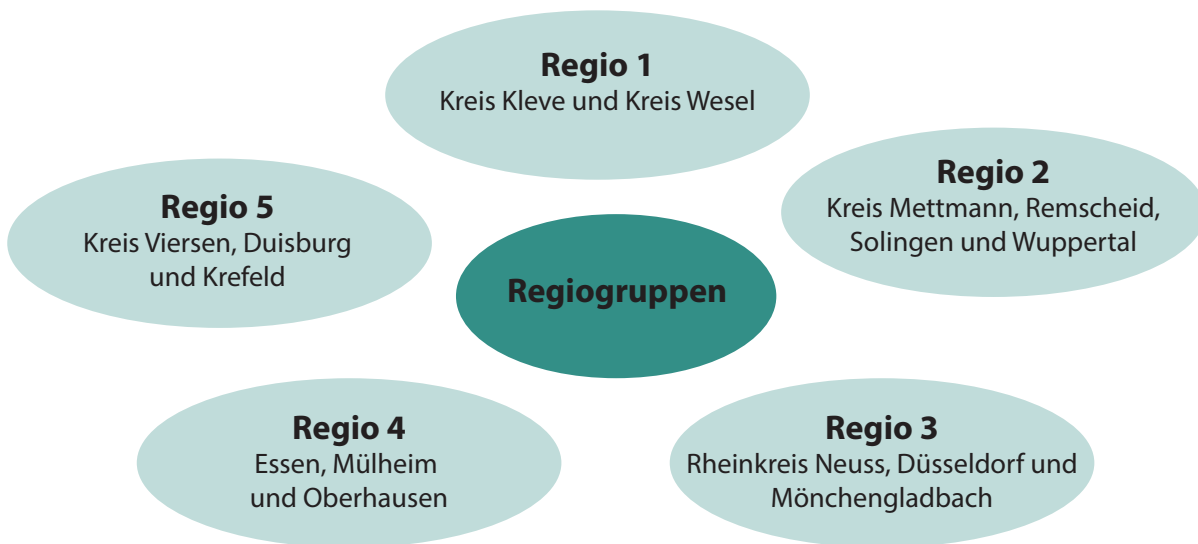 Regio 1
Kreis Kleve und Kreis Wesel
Regio 2
Kreis Mettmann, Remscheid,
Solingen und Wuppertal
Regio 5
Kreis Viersen, Duisburg
und Krefeld
Regiogruppen
Regio 4
Essen, Mülheim
und Oberhausen
Regio 3
Rheinkreis Neuss, Düsseldorf und
Mönchengladbach